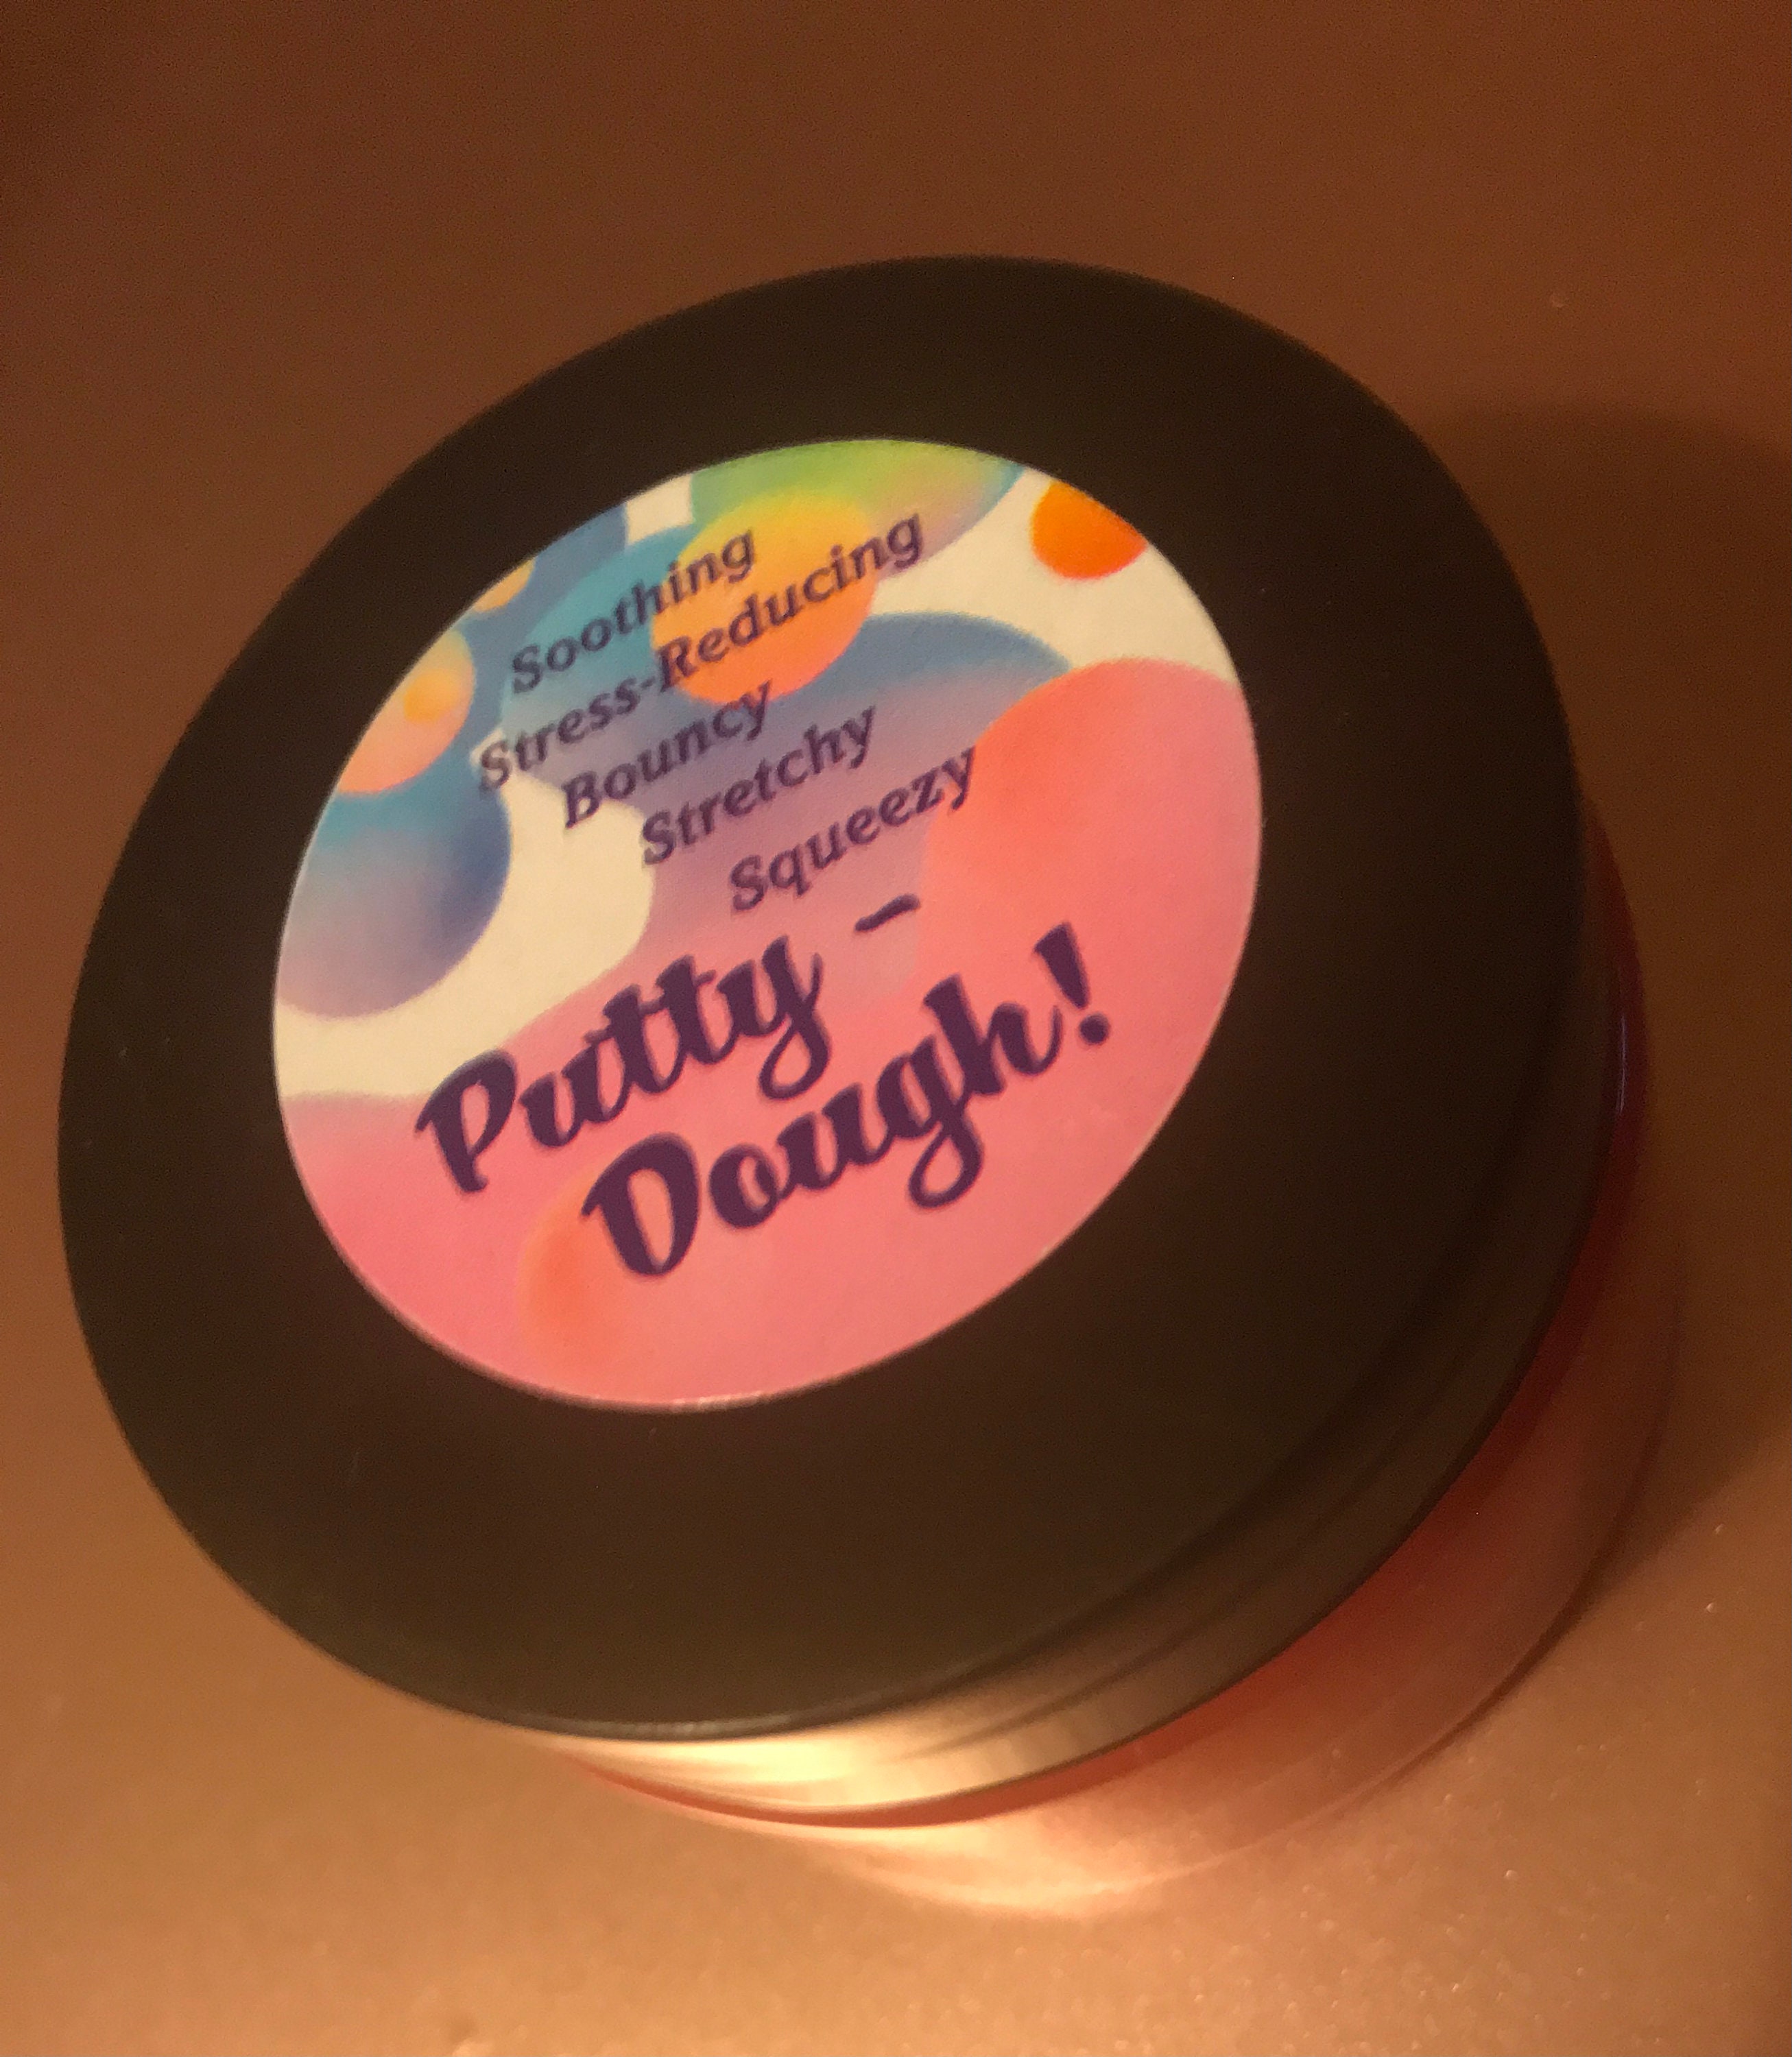 Soothing
Stress-Reducing
Bouncy
Stretchy
Squeezy
Putty -
Dough!